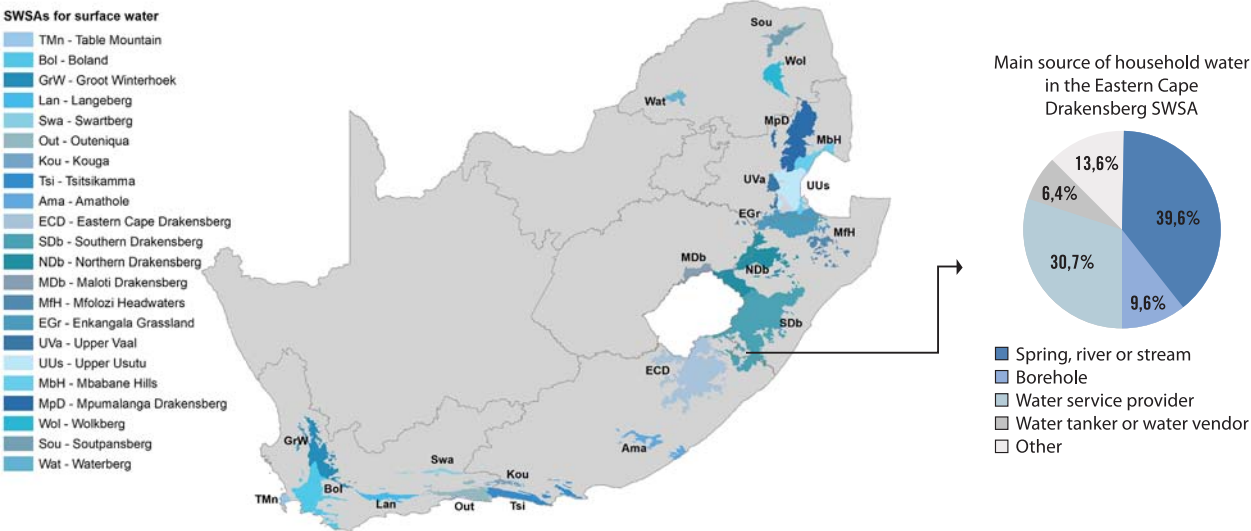 SWSAs for surface water
TMn - Table Mountain
Bol - Boland
GrW - Groot Winterhoek
Lan - Langeberg
Swa - Swartberg
Out - Outeniqua
Kou - Kouga
Tsi - Tsitsikamma
Ama - Amathole
ECD - Eastern Cape Drakensberg
SDb - Southern Drakensberg
NDb - Northern Drakensberg
MDb - Maloti Drakensberg
MfH - Mfolozi Headwaters
EGr - Enkangala Grassland
UVa - Upper Vaal
UUs - Upper Usutu
MbH - Mbabane Hills
MpD - Mpumalanga Drakensberg
Wol - Wolkberg
Sou - Soutpansberg
Wat - Waterberg
Sou
Wol
Wat
MpD
MbH
UVa
UUs
EGr
MfH
MDb
NDb
SDb
ECD
Ama
GrW
Swa
Kou
TMn
Bol
Lan
Out
Tsi
Main source of household water
in the Eastern Cape
Drakensberg SWSA
13,6%
6,4%
39,6%
30,7%
9,6%
Spring, river or stream
Borehole
Water service provider
Water tanker or water vendor
Other